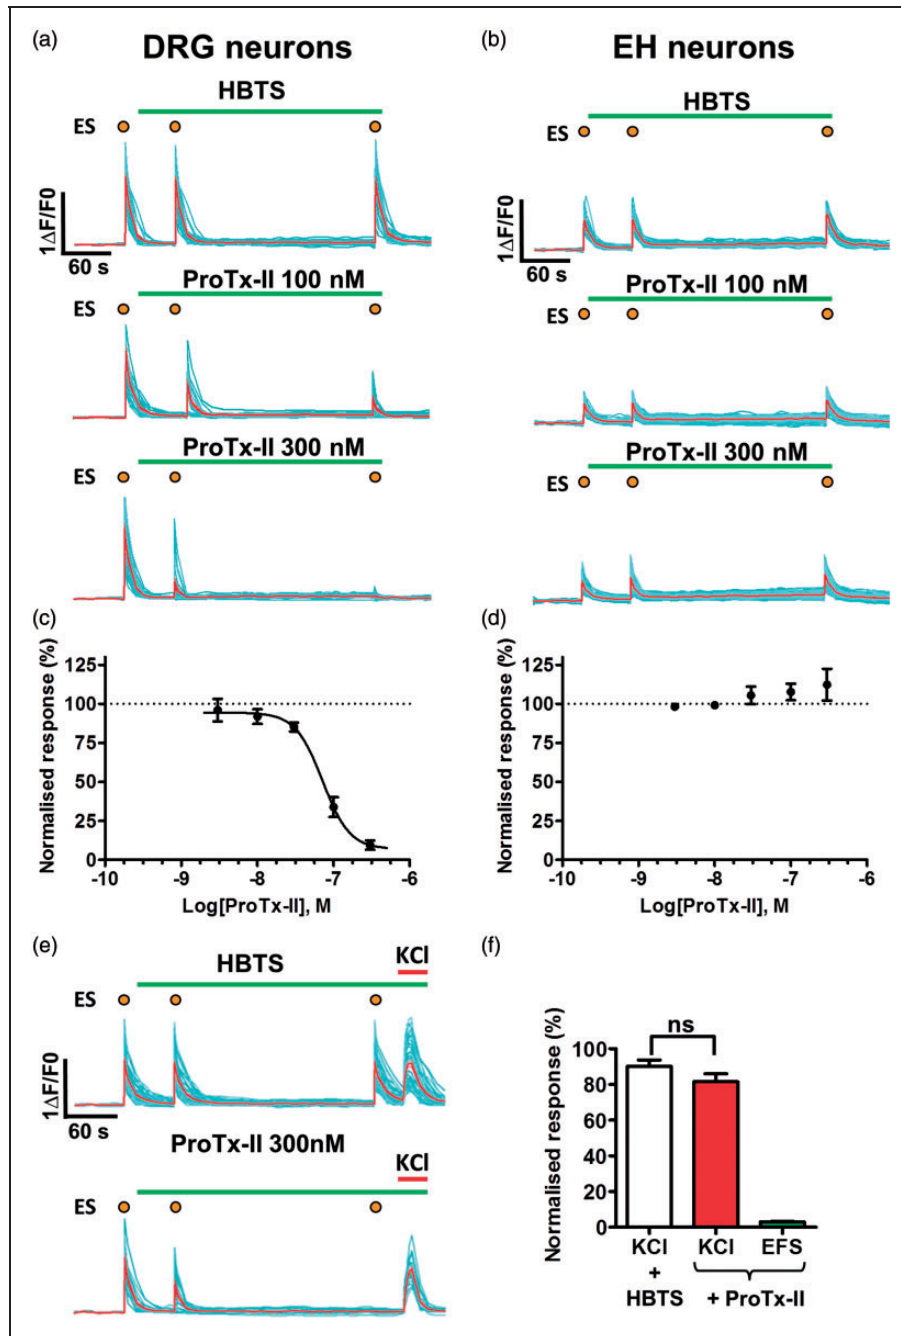 (a)
DRG neurons
HBTS
ES
1ΔF/F0
60 s
ProTx-II 100 nM
ES
ProTx-II 300 nM
ES
(b)
EH neurons
HBTS
ES
1ΔF/F0
60 s
ProTx-II 100 nM
ES
ProTx-II 300 nM
ES
(c)
Normalised response (%)
125
100
75
50
25
0
-10 -9 -8 -7 -6
Log[ProTx-II], M
(d)
Normalised response (%)
125
100
75
50
25
0
-10 -9 -8 -7 -6
Log[ProTx-II], M
(e)
KCl
HBTS
ES
1ΔF/F0
60 s
ProTx-II 300nM
KCl
ES
(f)
ns
Normalised response (%)
100
80
60
40
20
0
KCl KCl EFS
+
HBTS + ProTx-II